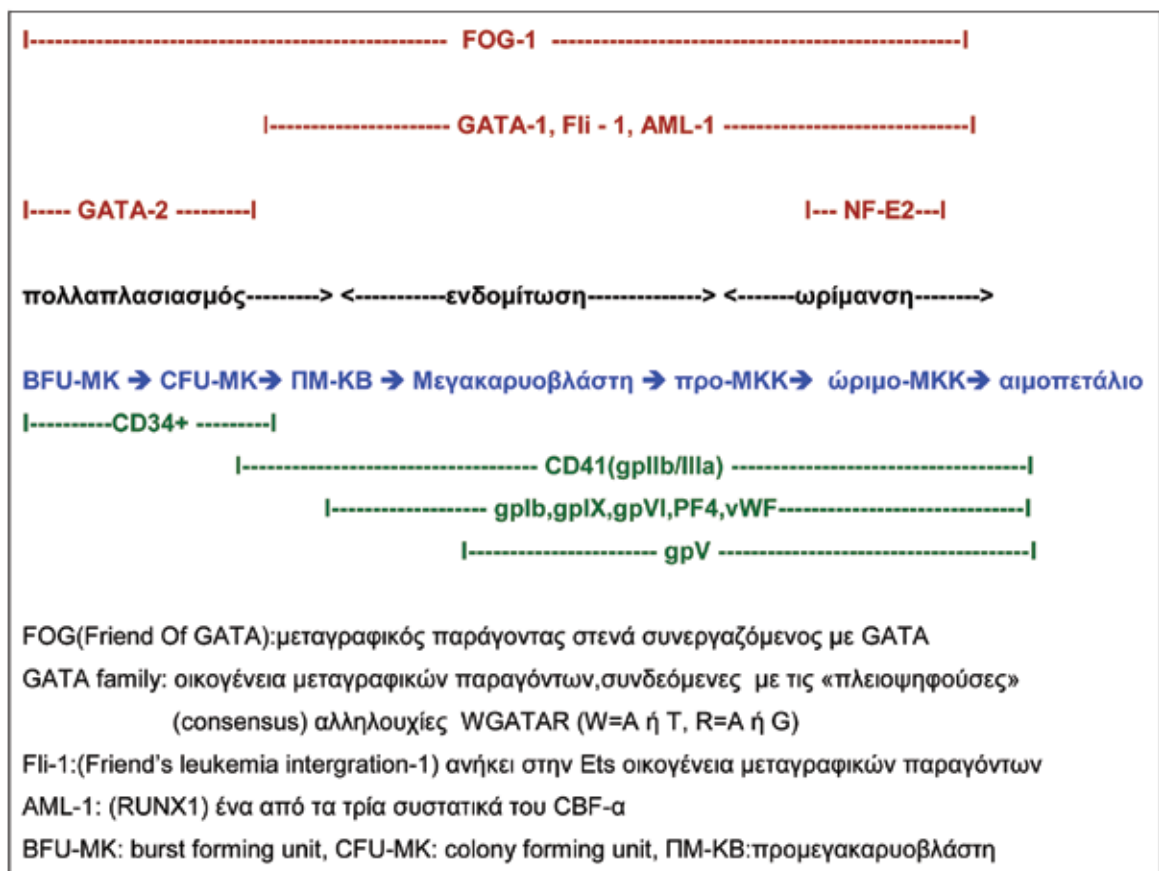 I----------------------------------------------------- FOG-1 ---------------------------------------------------I
I---------------------- GATA-1, Fli - 1, AML-1 ------------------------------I
I----- GATA-2 ---------I I--- NF-E2---I
πολλαπλασιασμός---------> <-----------ενδομίτωση--------------> <-------ωρίμανση-------->
BFU-MK ➔ CFU-MK➔ ΠΜ-ΚΒ ➔ Μεγακαρυοβλάστη ➔ προ-ΜΚΚ➔ ώριμο-ΜΚΚ➔ αιμοπετάλιο
I----------CD34+ ---------I
I------------------------------------ CD41(gpIIb/IIIa) ------------------------------------I
I------------------- gpIb,gpIX,gpVI,PF4,vWF------------------------------I
I----------------------- gpV --------------------------------------I
FOG(Friend Of GATA):μεταγραφικός παράγοντας στενά συνεργαζόμενος με GATA
GATA family: οικογένεια μεταγραφικών παραγόντων,συνδεόμενες με τις «πλειοψηφούσες»
(consensus) αλληλουχίες WGATAR (W=A ή T, R=A ή G)
Fli-1:(Friend's leukemia intergration-1) ανήκει στην Ets οικογένεια μεταγραφικών παραγόντων
AML-1: (RUNX1) ένα από τα τρία συστατικά του CBF-α
BFU-MK: burst forming unit, CFU-MK: colony forming unit, ΠΜ-ΚΒ:προμεγακαρυοβλάστη